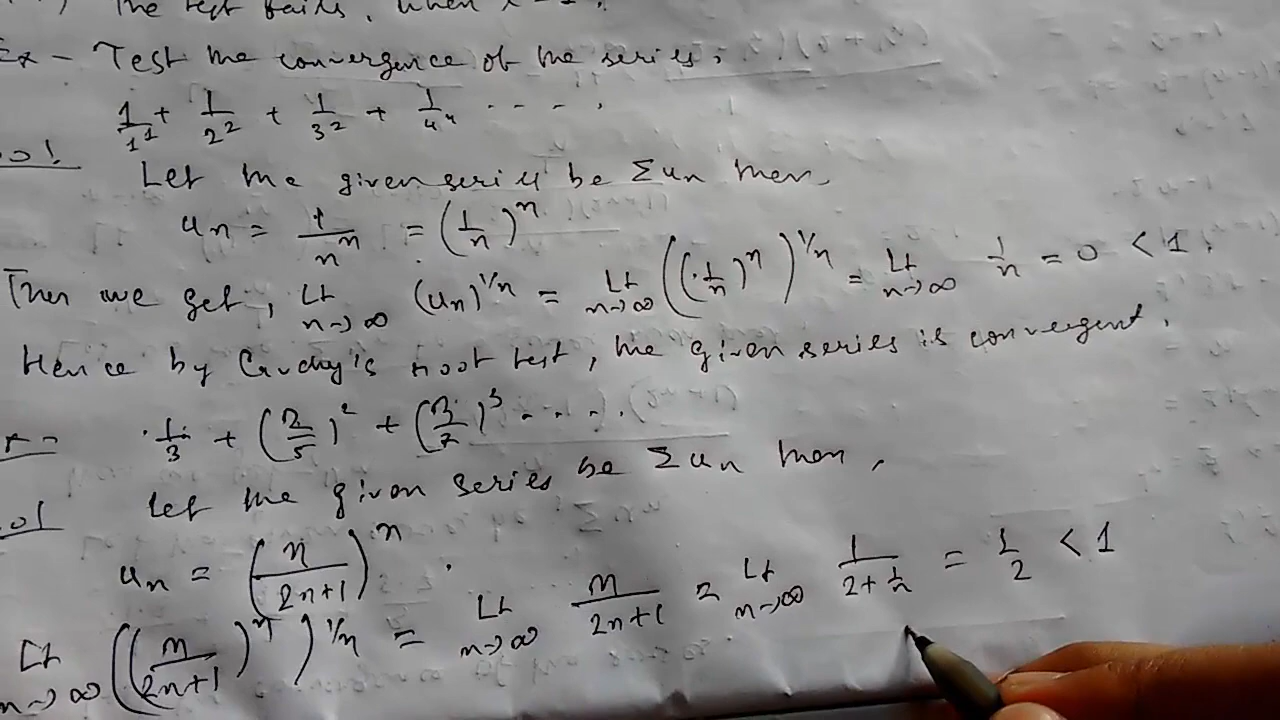 The test fails, when
Ex - Test the convergence of the series,
1/1^1 + 1/2^2 + 1/3^2 + 1/4^4 ....
Sol
Let the given series be Σun then,
un = 1/n^n = (1/n)^n
Then we get, Lt n→∞ (un)^1/n = Lt n→∞ ((1/n)^n)^1/n = Lt n→∞ 1/n = 0 < 1.
Hence by Cauchy's root test, the given series is convergent.
Ex - 1/3 + (2/5)^2 + (3/7)^3 .....
Sol Let the given series be Σun then,
un = (n/2n+1)^n
Lt n→∞ ((n/2n+1)^n)^1/n = Lt n→∞ n/2n+1 = Lt n→∞ 1/2+1/n = 1/2 < 1